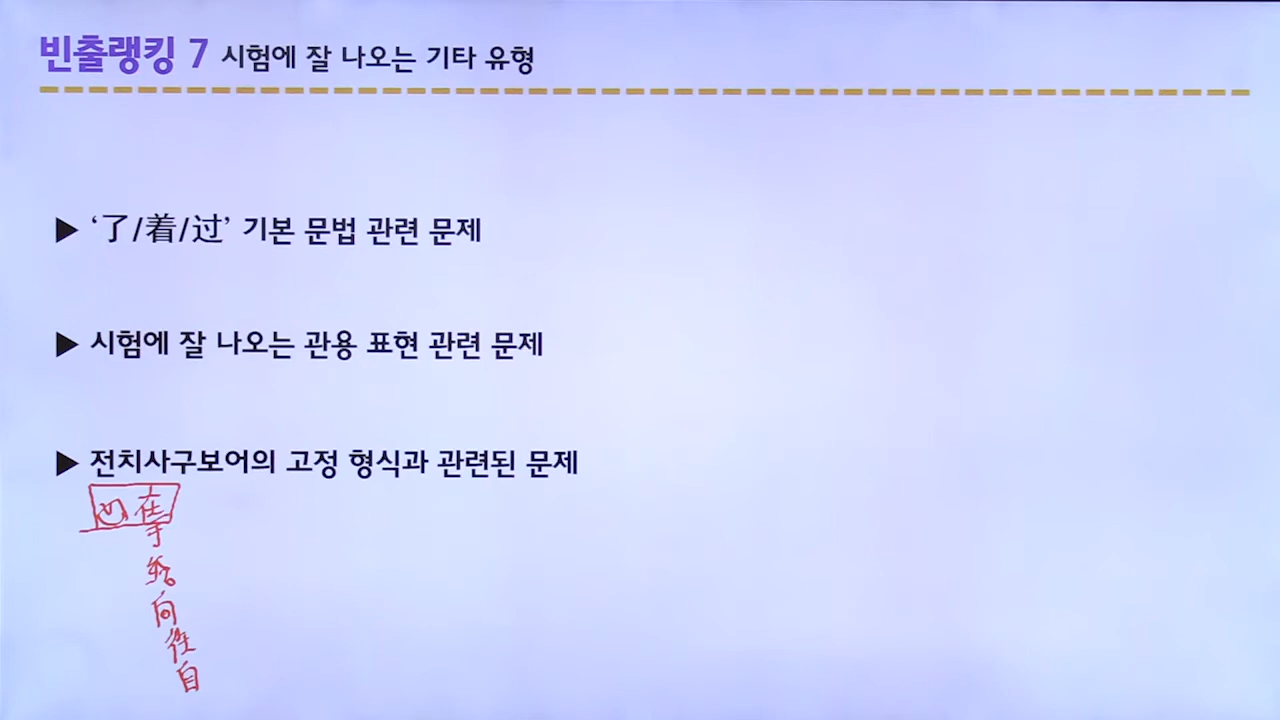 빈출랭킹 7 시험에 잘 나오는 기타 유형
▶ ‘了/着/过’ 기본 문법 관련 문제
▶ 시험에 잘 나오는 관용 표현 관련 문제
▶ 전치사구보어의 고정 형식과 관련된 문제
在
于
给
向
往
自